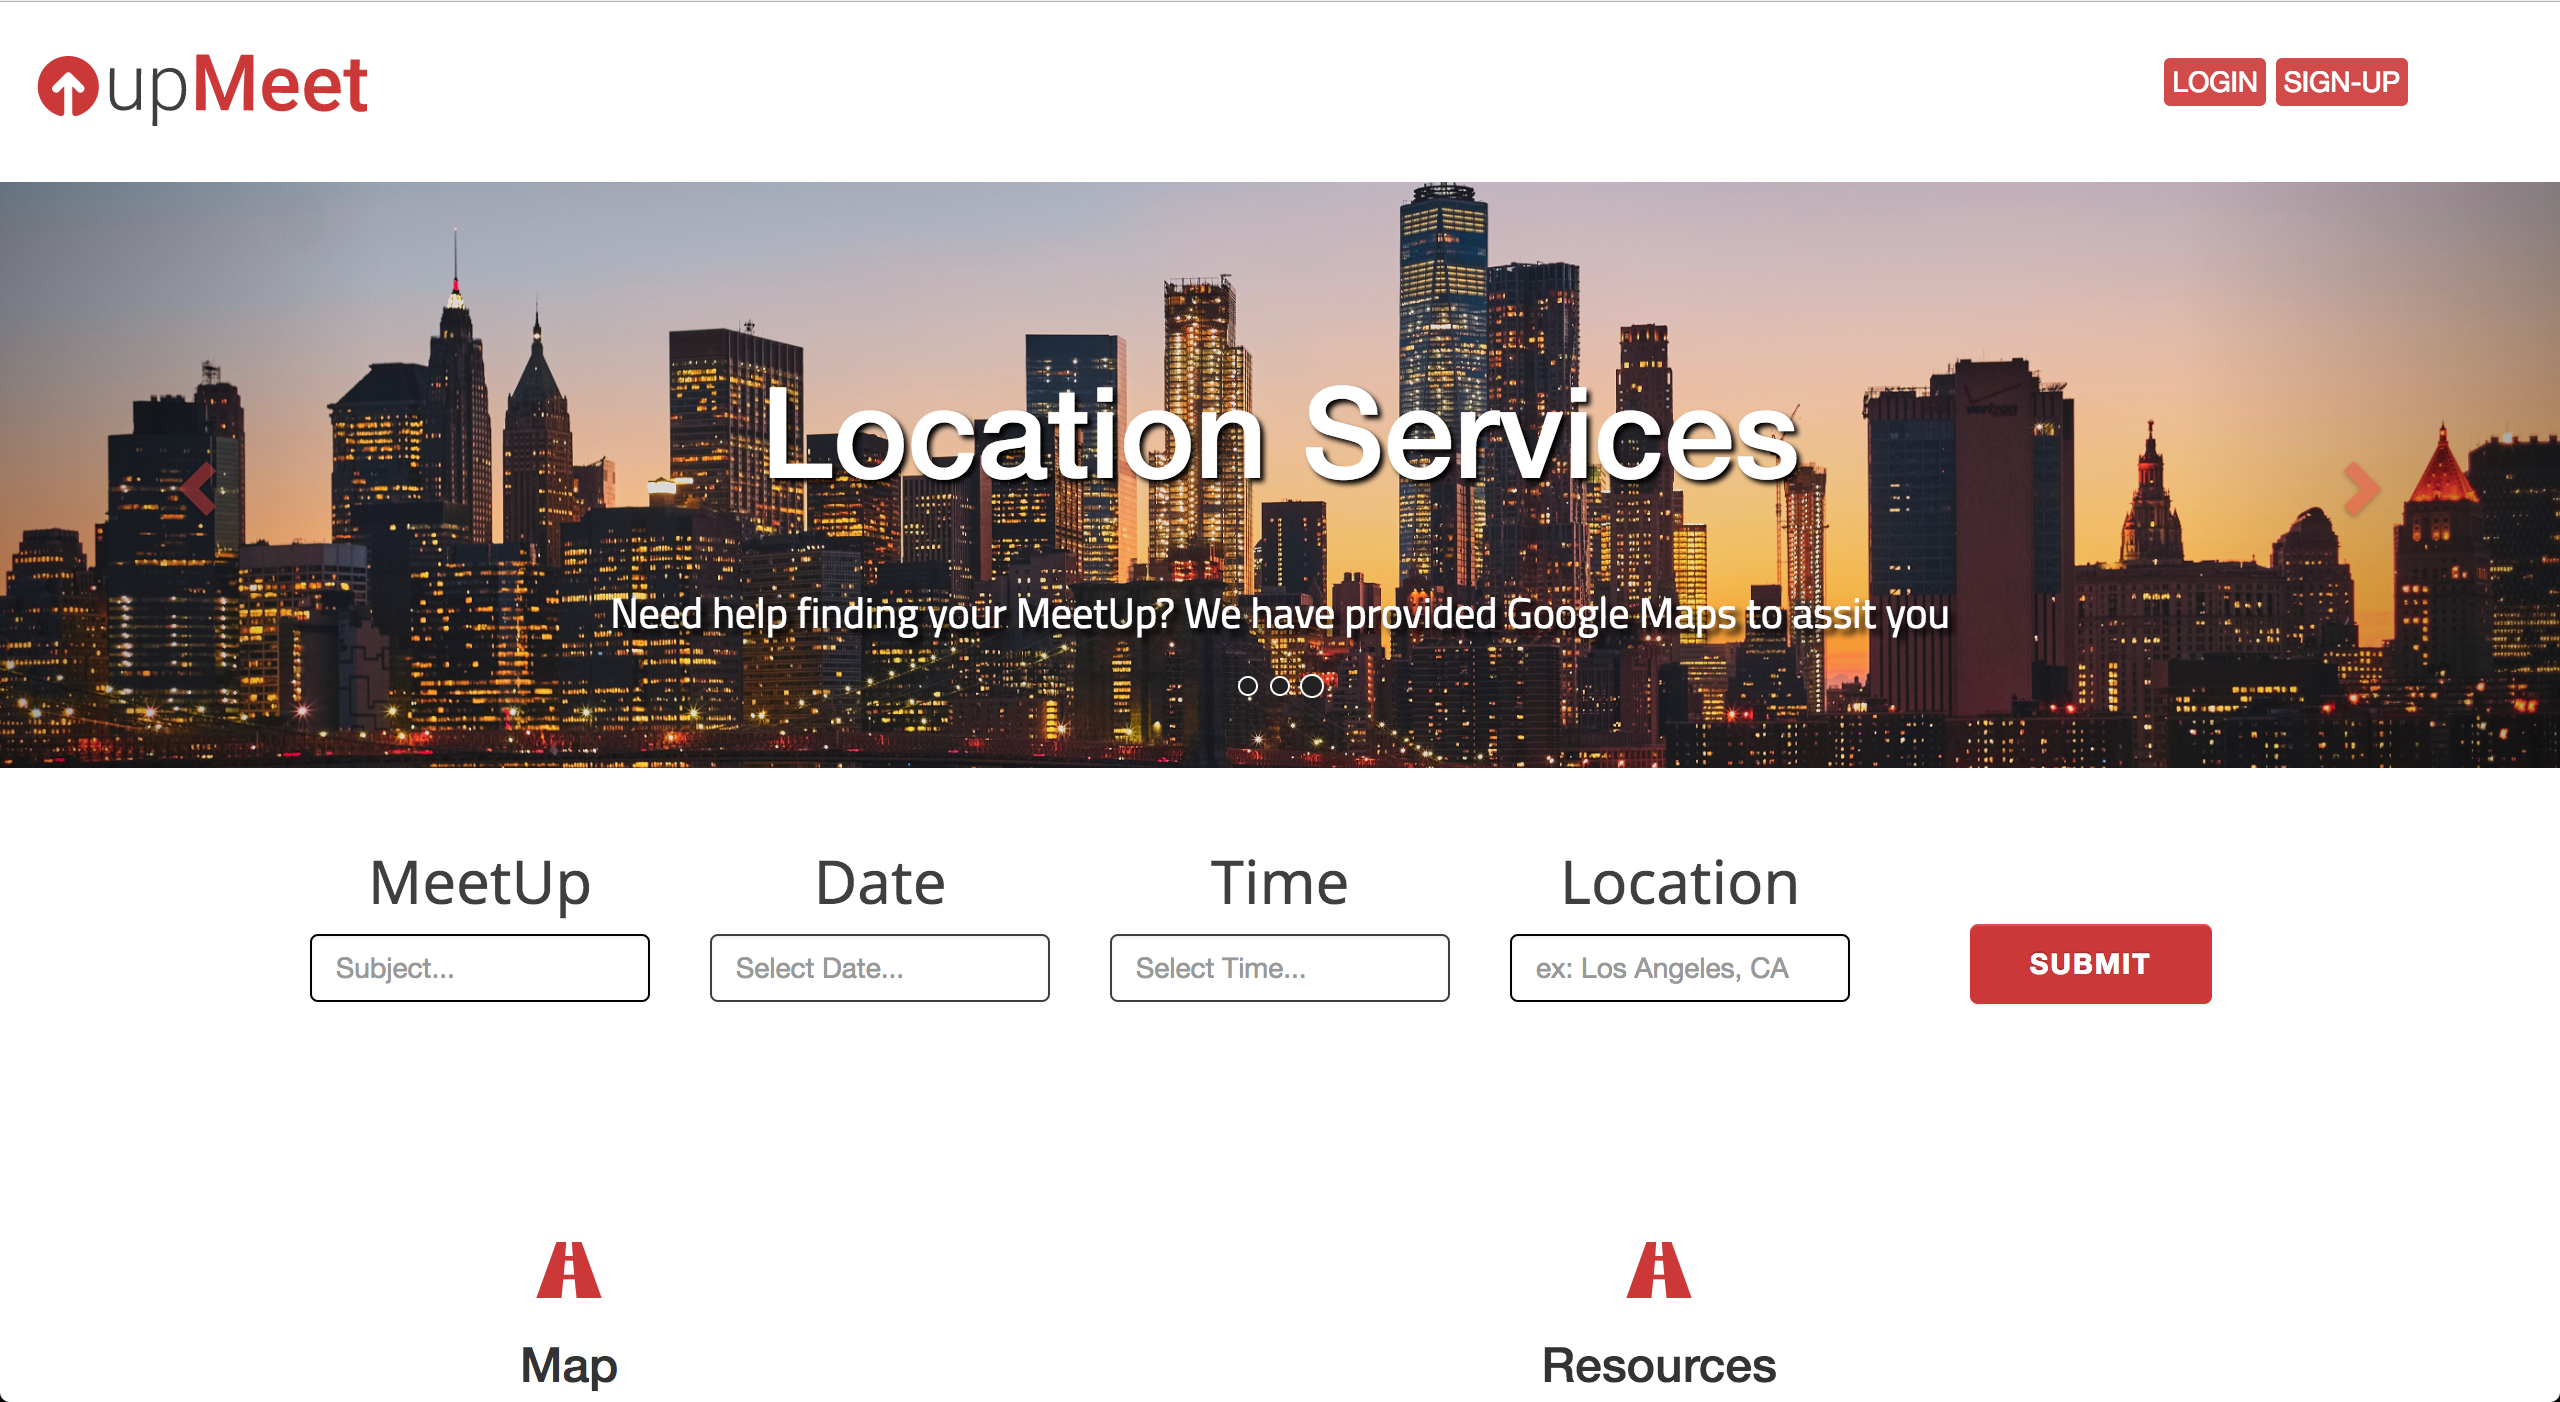 upMeet
LOGIN SIGN-UP
Location Services
Need help finding your MeetUp? We have provided Google Maps to assit you
MeetUp Date Time Location
Subject... Select Date... Select Time... ex: Los Angeles, CA SUBMIT
Map Resources